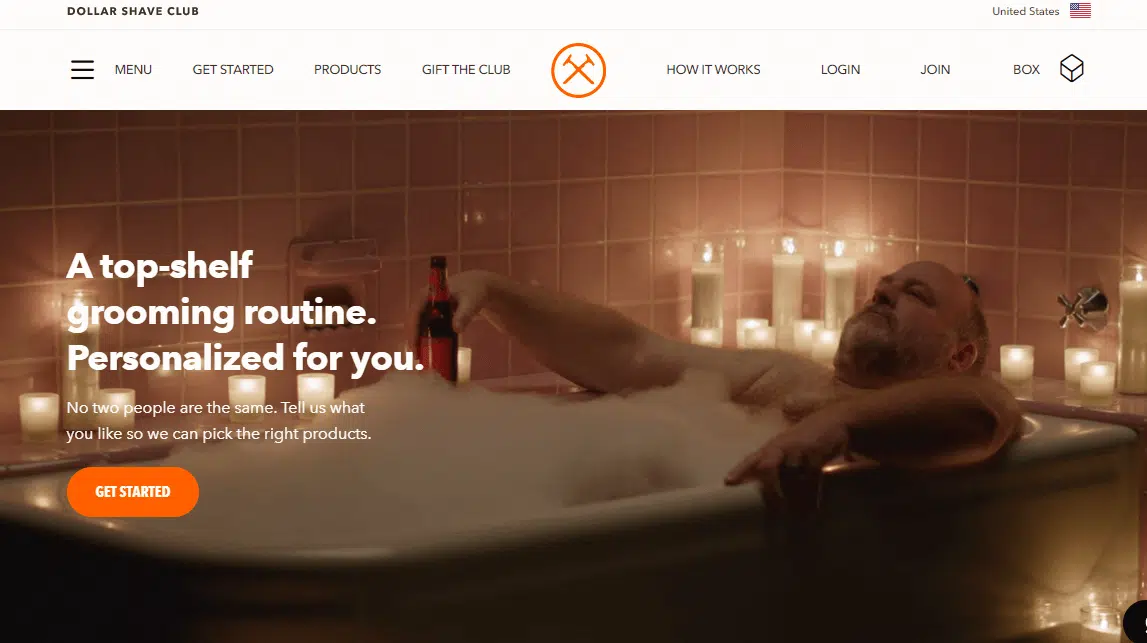 DOLLAR SHAVE CLUB
United States
MENU
GET STARTED
PRODUCTS
GIFT THE CLUB
HOW IT WORKS
LOGIN
JOIN
BOX
A top-shelf
grooming routine.
Personalized for you.
No two people are the same. Tell us what
you like so we can pick the right products.
GET STARTED